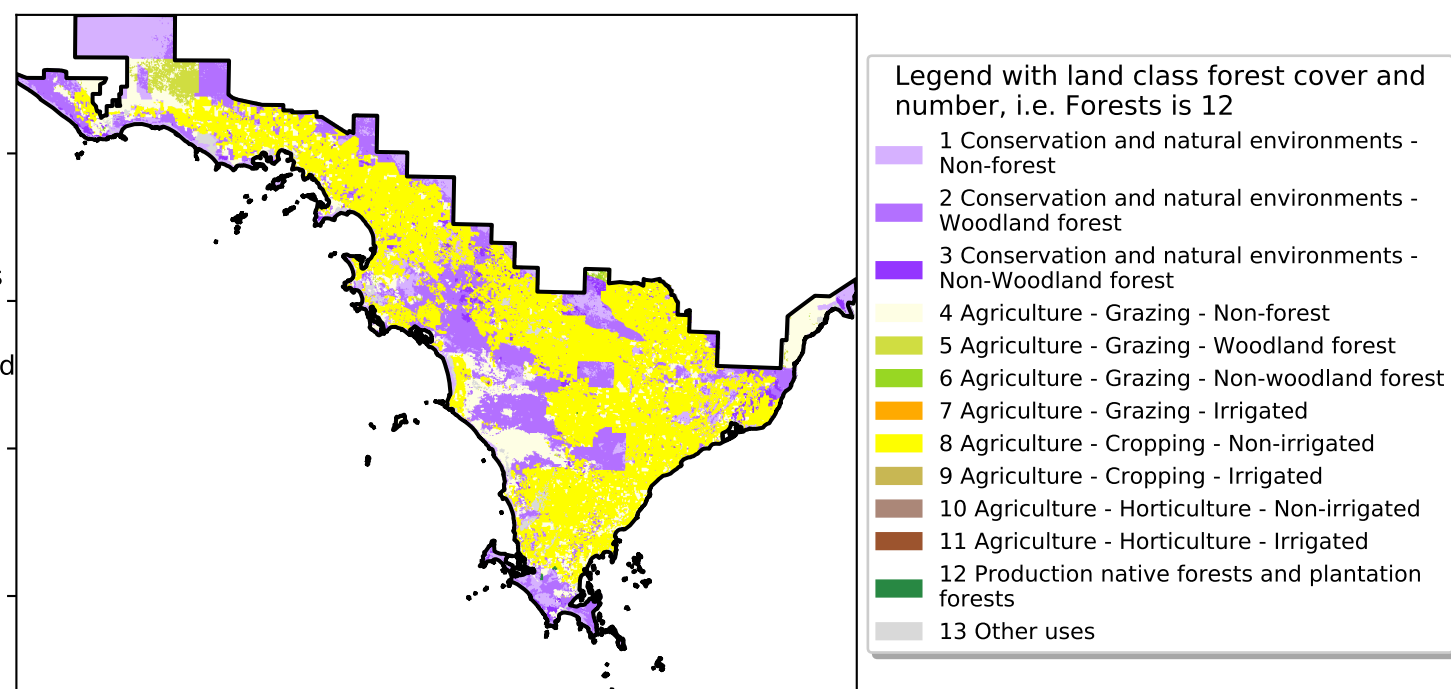 Legend with land class forest cover and
number, i.e. Forests is 12
1 Conservation and natural environments -
Non-forest
2 Conservation and natural environments -
Woodland forest
3 Conservation and natural environments -
Non-Woodland forest
4 Agriculture - Grazing - Non-forest
5 Agriculture - Grazing - Woodland forest
6 Agriculture - Grazing - Non-woodland forest
7 Agriculture - Grazing - Irrigated
8 Agriculture - Cropping - Non-irrigated
9 Agriculture - Cropping - Irrigated
10 Agriculture - Horticulture - Non-irrigated
11 Agriculture - Horticulture - Irrigated
12 Production native forests and plantation
forests
13 Other uses